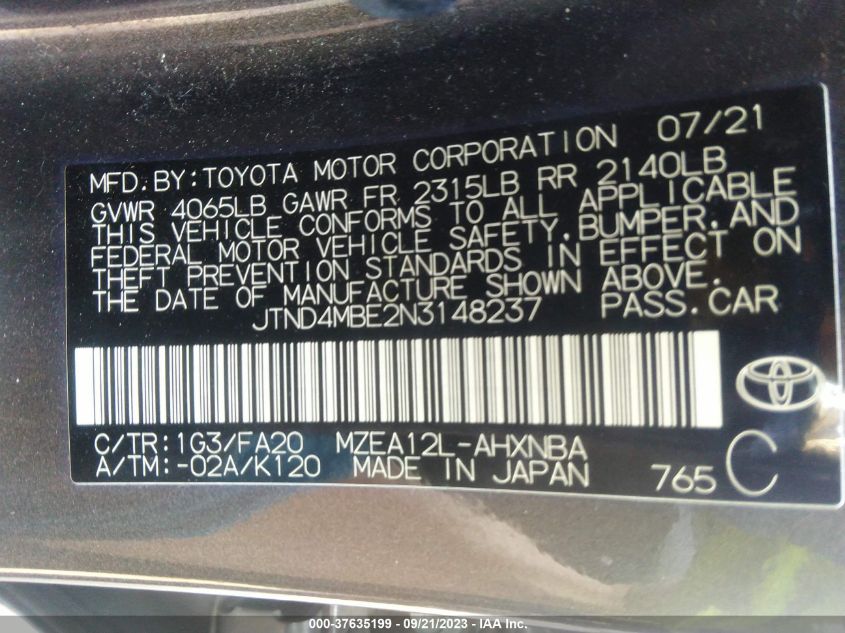 MFD.BY:TOYOTA MOTOR CORPORATION 07/21
GVWR 4065LB GAWR FR 2315LB RR 2140LB
THIS VEHICLE CONFORMS TO ALL APPLICABLE
FEDERAL MOTOR VEHICLE SAFETY,BUMPER,AND
THEFT PREVENTION STANDARDS IN EFFECT ON
THE DATE OF MANUFACTURE SHOWN ABOVE.
JTND4MBE2N3148237 PASS.CAR
C/TR:1G3/FA20 MZEA12L-AHXNBA
A/TM:-02A/K120 MADE IN JAPAN 765 C
000-37635199 - 09/21/2023 - IAA Inc.